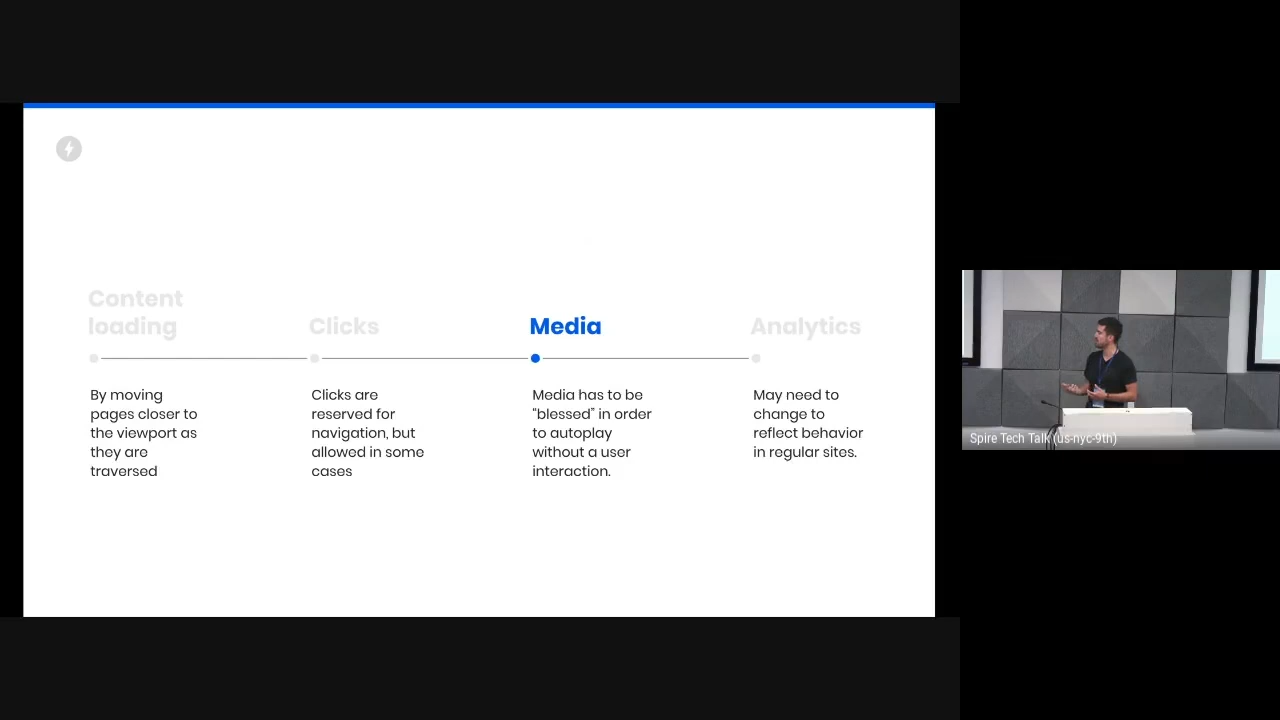 Content
loading
Clicks
Media
Analytics
By moving
pages closer to
the viewport as
they are
traversed
Clicks are
reserved for
navigation, but
allowed in some
cases
Media has to be
"blessed” in order
to autoplay
without a user
interaction.
May need to
change to
reflect behavior
in regular sites.
Spire Tech Talk (us-nyc-9th)